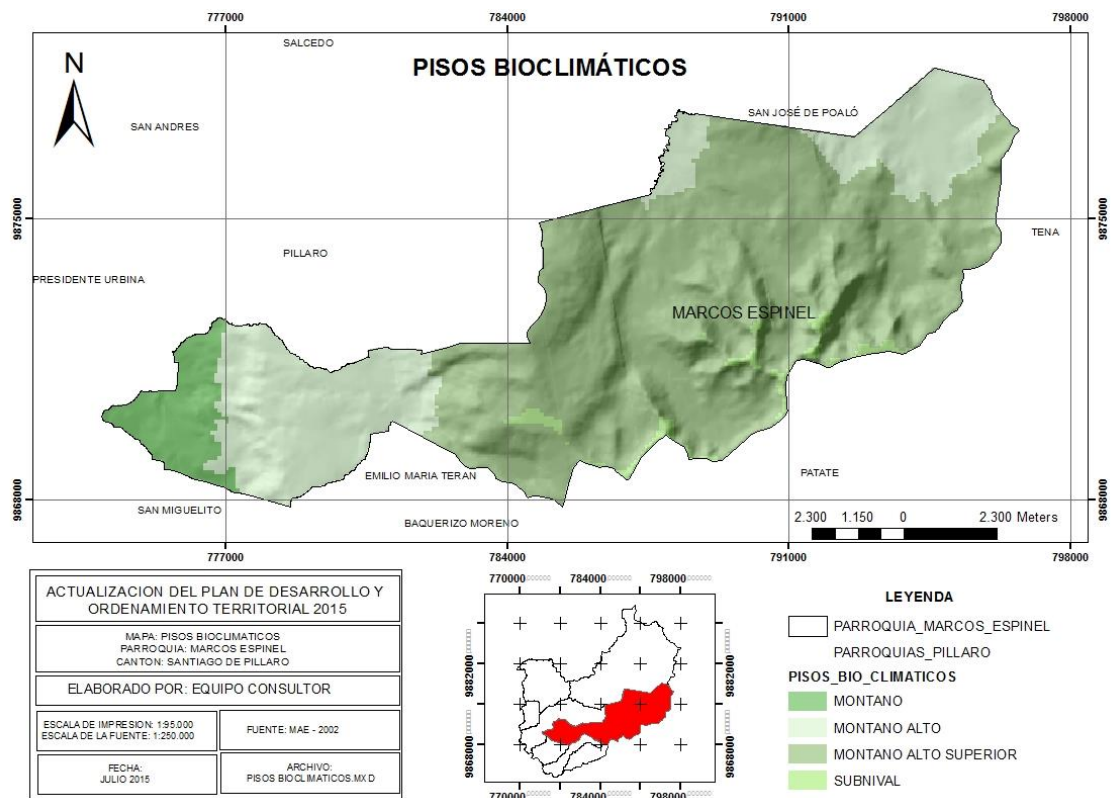 777000
784000
791000
798000
SALCEDO
PISOS BIOCLIMÁTICOS
N
SAN ANDRES
SAN JOSÉ DE POALÓ
9875000
9875000
TENA
PILLARO
PRESIDENTE URBINA
MARCOS ESPINEL
EMILIO MARIA TERAN
PATATE
9868000
9868000
SAN MIGUELITO
BAQUERIZO MORENO
2.300 1.150 0 2.300 Meters
777000
784000
791000
798000
ACTUALIZACION DEL PLAN DE DESARROLLO Y
ORDENAMIENTO TERRITORIAL 2015
MAPA: PISOS BIOCLIMATICOS
PARROQUIA: MARCOS ESPINEL
CANTON: SANTIAGO DE PILLARO
ELABORADO POR: EQUIPO CONSULTOR
ESCALA DE IMPRESION: 1:95.000
ESCALA DE LA FUENTE: 1:250.000
FUENTE: MAE - 2002
FECHA:
JULIO 2015
ARCHIVO:
PISOS BIOCLIMATICOS.MXD
770000
784000
798000
9882000
9882000
9868000
9868000
770000
784000
798000
LEYENDA
PARROQUIA_MARCOS_ESPINEL
PARROQUIAS_PILLARO
PISOS_BIO_CLIMATICOS
MONTANO
MONTANO ALTO
MONTANO ALTO SUPERIOR
SUBNIVAL